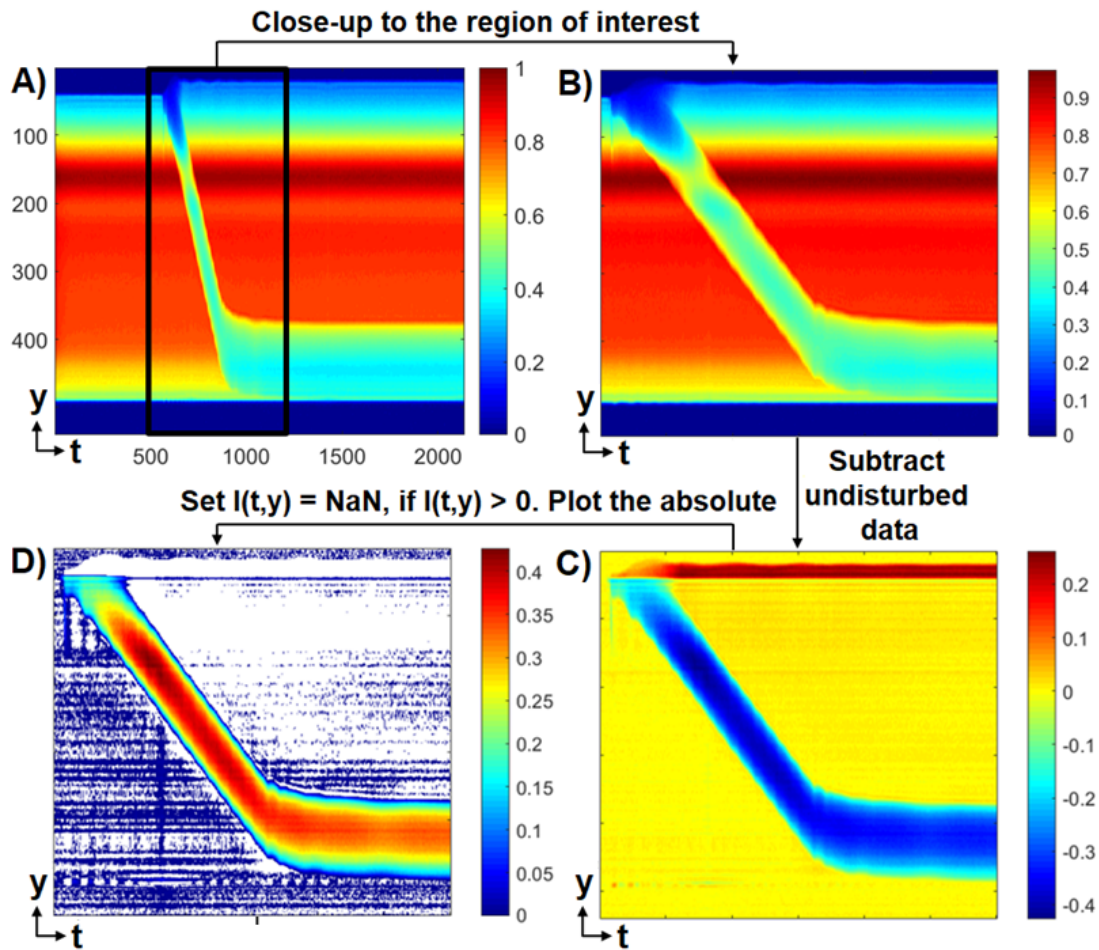 Close-up to the region of interest
A)
1
0.8
0.6
0.4
0.2
0
100
200
300
400
y
t
500
1000
1500
2000
B)
0.9
0.8
0.7
0.6
0.5
0.4
0.3
0.2
0.1
0
y
t
Subtract
undisturbed
data
Set I(t,y) = NaN, if I(t,y) > 0. Plot the absolute
D)
0.4
0.35
0.3
0.25
0.2
0.15
0.1
0.05
0
y
t
C)
0.2
0.1
0
-0.1
-0.2
-0.3
-0.4
y
t